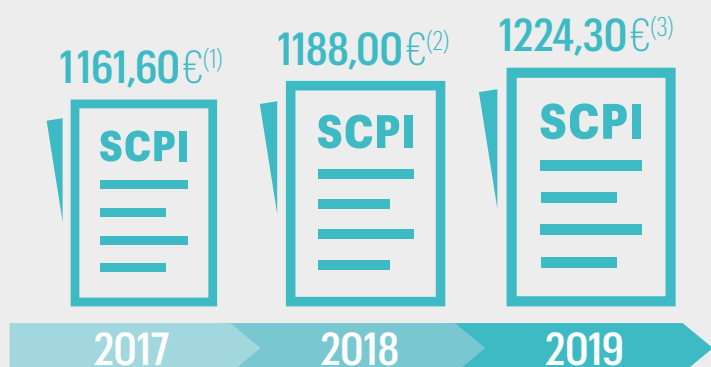 1161,60 €(1)
1188,00 €(2)
1224,30 €(3)
SCPI
SCPI
SCPI
2017
2018
2019